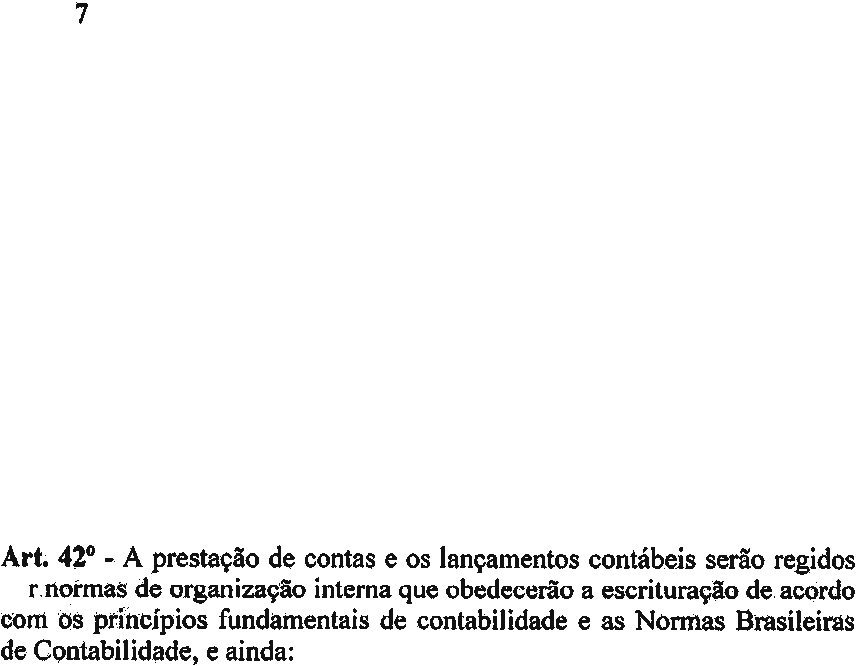 7
Art. 42º - A prestação de contas e os lançamentos contábeis serão regidos
r normas de organização interna que obedecerão a escrituração de acordo
com os princípios fundamentais de contabilidade e as Normas Brasileiras
de Contabilidade, e ainda: